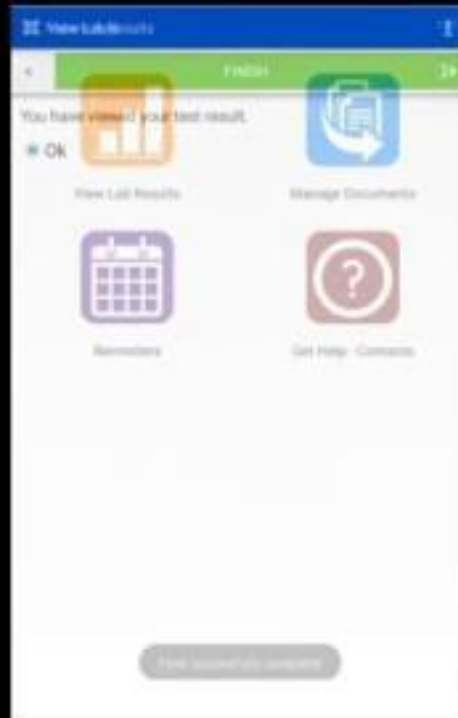 View Lab Results
FINISH
You have viewed your test result.
Ok
View Lab Results
Manage Documents
Reminders
Get Help - Contacts